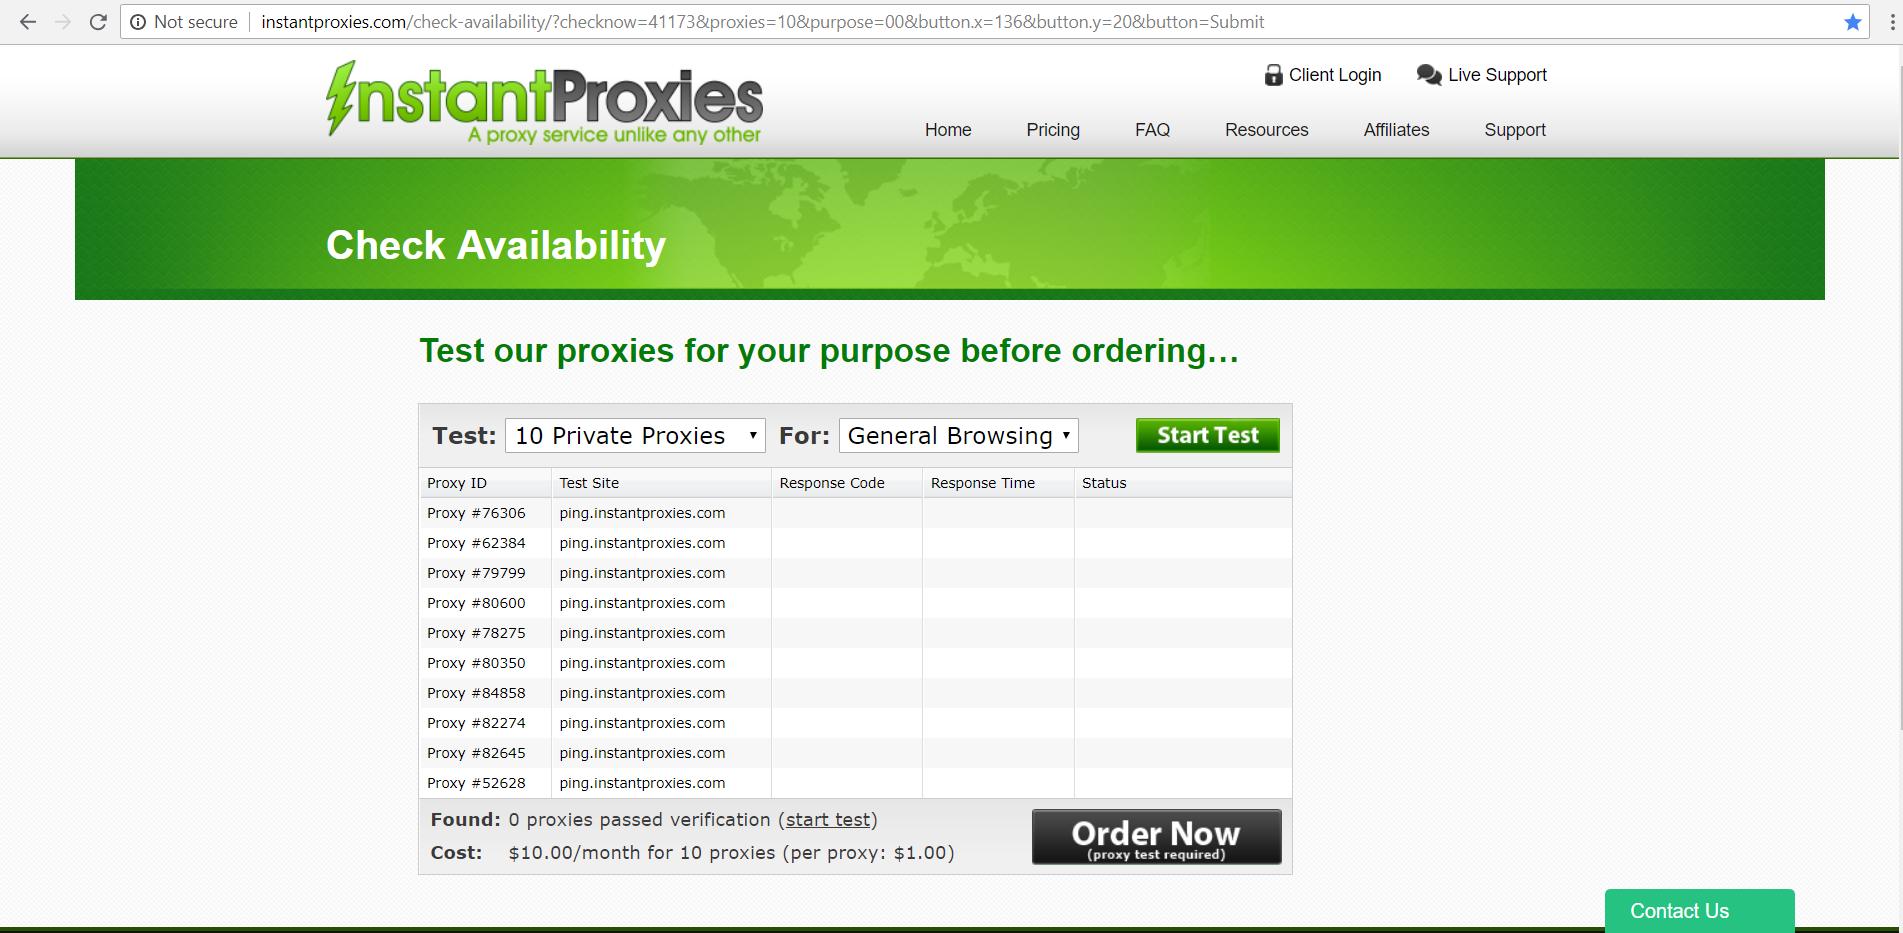 Not secure
instantproxies.com/check-availability/?checknow=41173&proxies=10&purpose=00&button.x=136&button.y=20&button=Submit
InstantProxies
A proxy service unlike any other
Client Login Live Support
Home Pricing FAQ Resources Affiliates Support
Check Availability
Test our proxies for your purpose before ordering...
Test: 10 Private Proxies For: General Browsing Start Test
Proxy ID Test Site Response Code Response Time Status
Proxy #76306 ping.instantproxies.com
Proxy #62384 ping.instantproxies.com
Proxy #79799 ping.instantproxies.com
Proxy #80600 ping.instantproxies.com
Proxy #78275 ping.instantproxies.com
Proxy #80350 ping.instantproxies.com
Proxy #84858 ping.instantproxies.com
Proxy #82274 ping.instantproxies.com
Proxy #82645 ping.instantproxies.com
Proxy #52628 ping.instantproxies.com
Found: 0 proxies passed verification (start test)
Cost: $10.00/month for 10 proxies (per proxy: $1.00)
Order Now
(proxy test required)
Contact Us